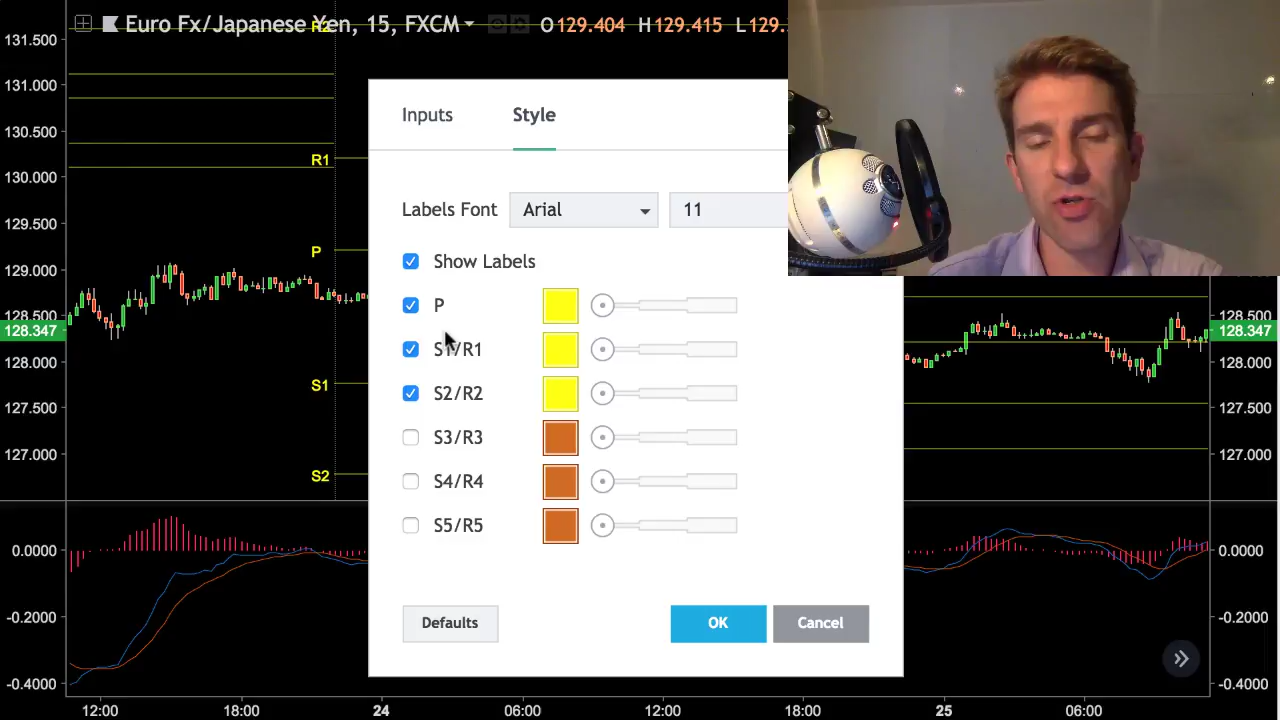 Euro Fx/Japanese Yen, 15, FXCM O129.404 H129.415 L129.
R2
131.500
131.000
130.500
130.000
129.500
129.000
128.500
128.347
128.000
127.500
127.000
0.0000
-0.2000
-0.4000
R1
P
S1
S2
Inputs
Style
Labels Font Arial 11
Show Labels
P
S1/R1
S2/R2
S3/R3
S4/R4
S5/R5
Defaults OK Cancel
128.500
128.347
128.000
127.500
127.000
0.0000
-0.2000
-0.4000
12:00 18:00 24 06:00 12:00 18:00 25 06:00